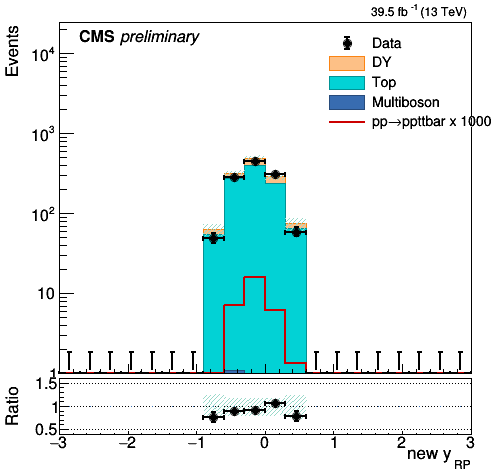 39.5 fb⁻¹ (13 TeV)
CMS preliminary
Events
Data
DY
Top
Multiboson
pp→ppttbar x 1000
10⁴
10³
10²
10
1
Ratio
1.5
1
0.5
−3 −2 −1 0 1 2 3
new y_RP